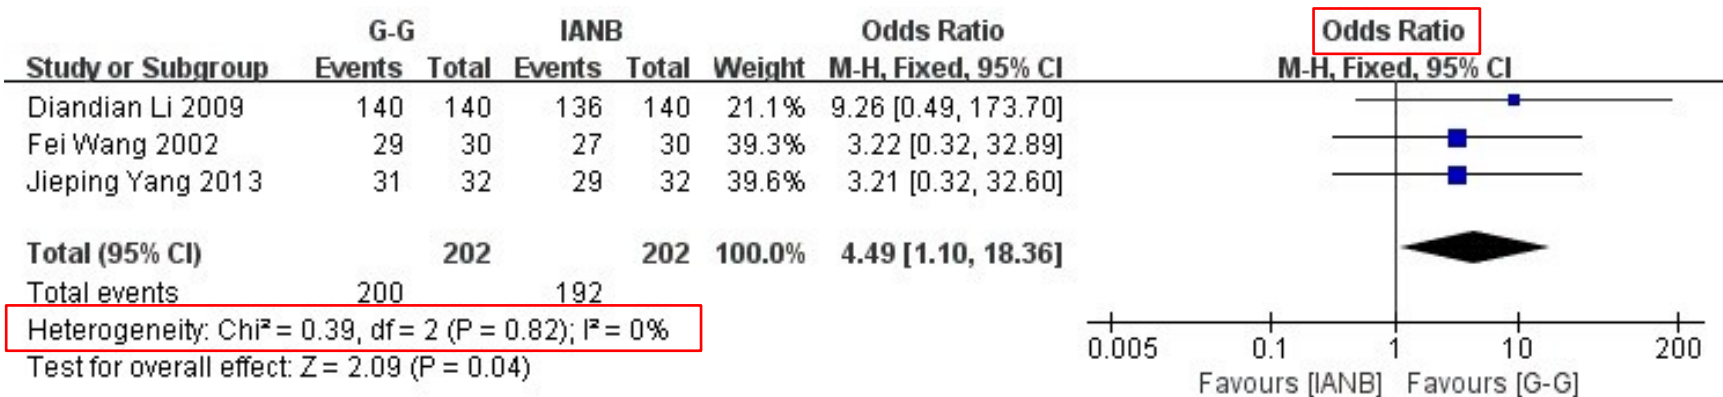 G-G IANB Odds Ratio Odds Ratio
Study or Subgroup Events Total Events Total Weight M-H, Fixed, 95% CI M-H, Fixed, 95% CI
Diandian Li 2009 140 140 136 140 21.1% 9.26 [0.49, 173.70]
Fei Wang 2002 29 30 27 30 39.3% 3.22 [0.32, 32.89]
Jieping Yang 2013 31 32 29 32 39.6% 3.21 [0.32, 32.60]
Total (95% CI) 202 202 100.0% 4.49 [1.10, 18.36]
Total events 200 192
Heterogeneity: Chi² = 0.39, df = 2 (P = 0.82); I² = 0%
Test for overall effect: Z = 2.09 (P = 0.04)
0.005 0.1 1 10 200
Favours [IANB] Favours [G-G]